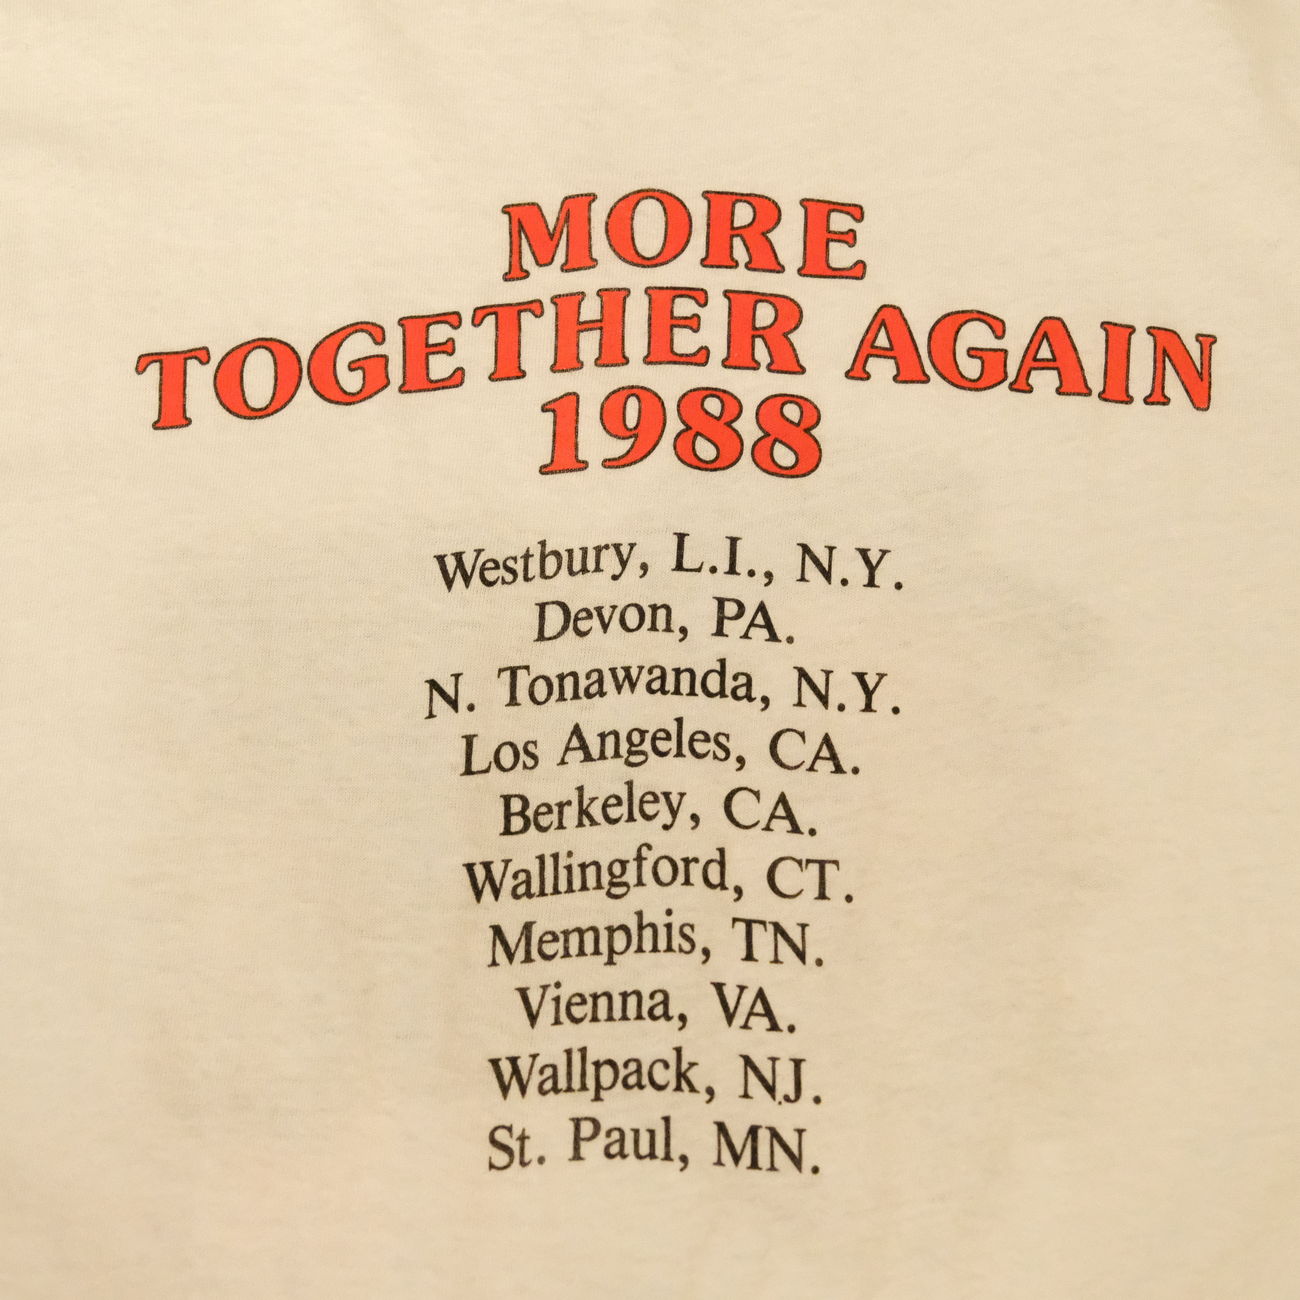 MORE
TOGETHER AGAIN
1988
Westbury, L.I., N.Y.
Devon, PA.
N. Tonawanda, N.Y.
Los Angeles, CA.
Berkeley, CA.
Wallingford, CT.
Memphis, TN.
Vienna, VA.
Wallpack, N.J.
St. Paul, MN.